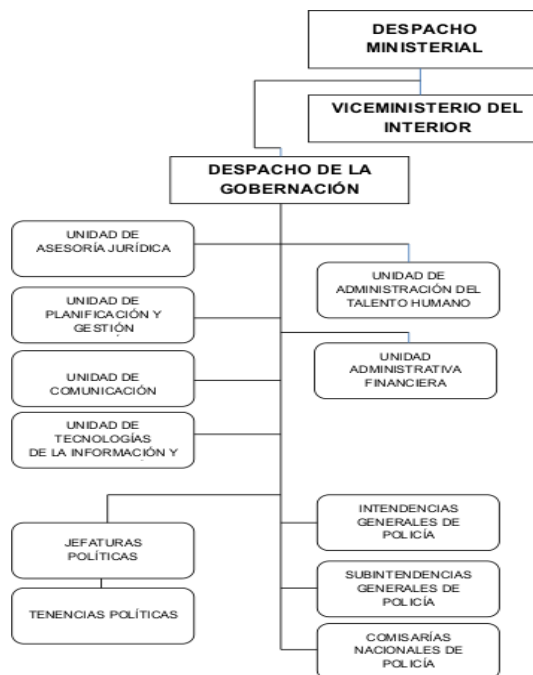 DESPACHO
MINISTERIAL
VICEMINISTERIO DEL
INTERIOR
DESPACHO DE LA
GOBERNACIÓN
UNIDAD DE
ASESORÍA JURÍDICA
UNIDAD DE
ADMINISTRACIÓN DEL
TALENTO HUMANO
UNIDAD DE
PLANIFICACIÓN Y
GESTIÓN
UNIDAD
ADMINISTRATIVA
FINANCIERA
UNIDAD DE
COMUNICACIÓN
UNIDAD DE
TECNOLOGÍAS
DE LA INFORMACIÓN Y
JEFATURAS
POLÍTICAS
INTENDENCIAS
GENERALES DE
POLICÍA
TENENCIAS POLÍTICAS
SUBINTENDENCIAS
GENERALES DE
POLICÍA
COMISARÍAS
NACIONALES DE
POLICÍA